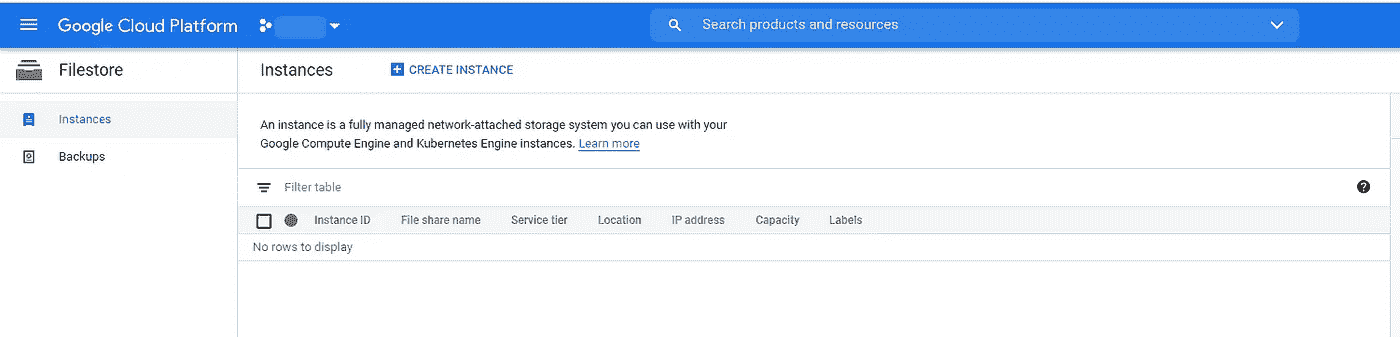 Google Cloud Platform
Search products and resources
Filestore
Instances
CREATE INSTANCE
Instances
Backups
An instance is a fully managed network-attached storage system you can use with your
Google Compute Engine and Kubernetes Engine instances. Learn more
Filter table
Instance ID File share name Service tier Location IP address Capacity Labels
No rows to display